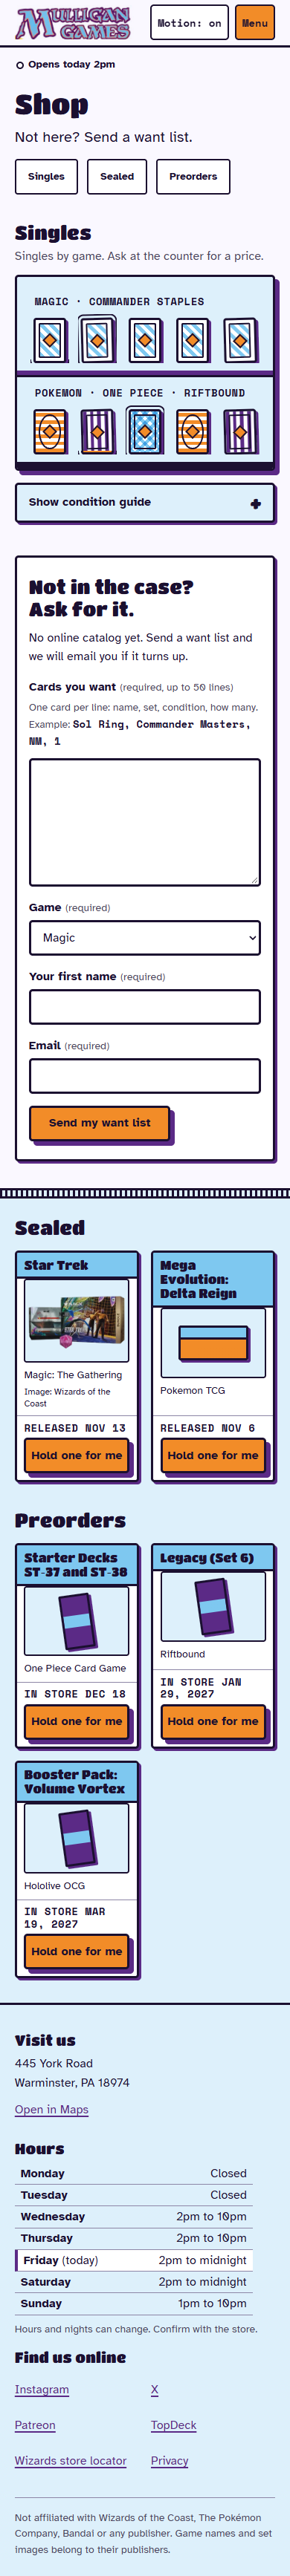 MULLIGAN
GAMES
Motion: on
Menu
Opens today 2pm
Shop
Not here? Send a want list.
Singles
Sealed
Preorders
Singles
Singles by game. Ask at the counter for a price.
MAGIC · COMMANDER STAPLES
POKEMON · ONE PIECE · RIFTBOUND
Show condition guide
Not in the case?
Ask for it.
No online catalog yet. Send a want list and
we will email you if it turns up.
Cards you want (required, up to 50 lines)
One card per line: name, set, condition, how many.
Example: Sol Ring, Commander Masters,
NM, 1
Game (required)
Magic
Your first name (required)
Email (required)
Send my want list
Sealed
Star Trek
Magic: The Gathering
Image: Wizards of the
Coast
RELEASED NOV 13
Hold one for me
Mega
Evolution:
Delta Reign
Pokemon TCG
RELEASED NOV 6
Hold one for me
Preorders
Starter Decks
ST-37 and ST-38
One Piece Card Game
IN STORE DEC 18
Hold one for me
Legacy (Set 6)
Riftbound
IN STORE JAN
29, 2027
Hold one for me
Booster Pack:
Volume Vortex
Hololive OCG
IN STORE MAR
19, 2027
Hold one for me
Visit us
445 York Road
Warminster, PA 18974
Open in Maps
Hours
Monday Closed
Tuesday Closed
Wednesday 2pm to 10pm
Thursday 2pm to 10pm
Friday (today) 2pm to midnight
Saturday 2pm to midnight
Sunday 1pm to 10pm
Hours and nights can change. Confirm with the store.
Find us online
Instagram
X
Patreon
TopDeck
Wizards store locator
Privacy
Not affiliated with Wizards of the Coast, The Pokémon
Company, Bandai or any publisher. Game names and set
images belong to their publishers.